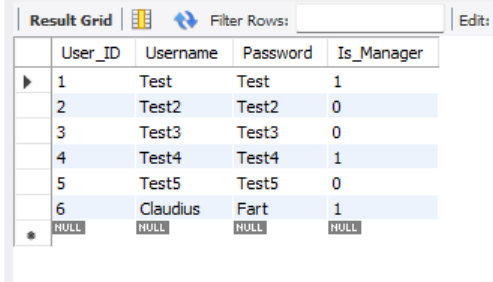 Result Grid Filter Rows: Edit:
User_ID Username Password Is_Manager
1 Test Test 1
2 Test2 Test2 0
3 Test3 Test3 0
4 Test4 Test4 1
5 Test5 Test5 0
6 Claudius Fart 1
NULL NULL NULL NULL